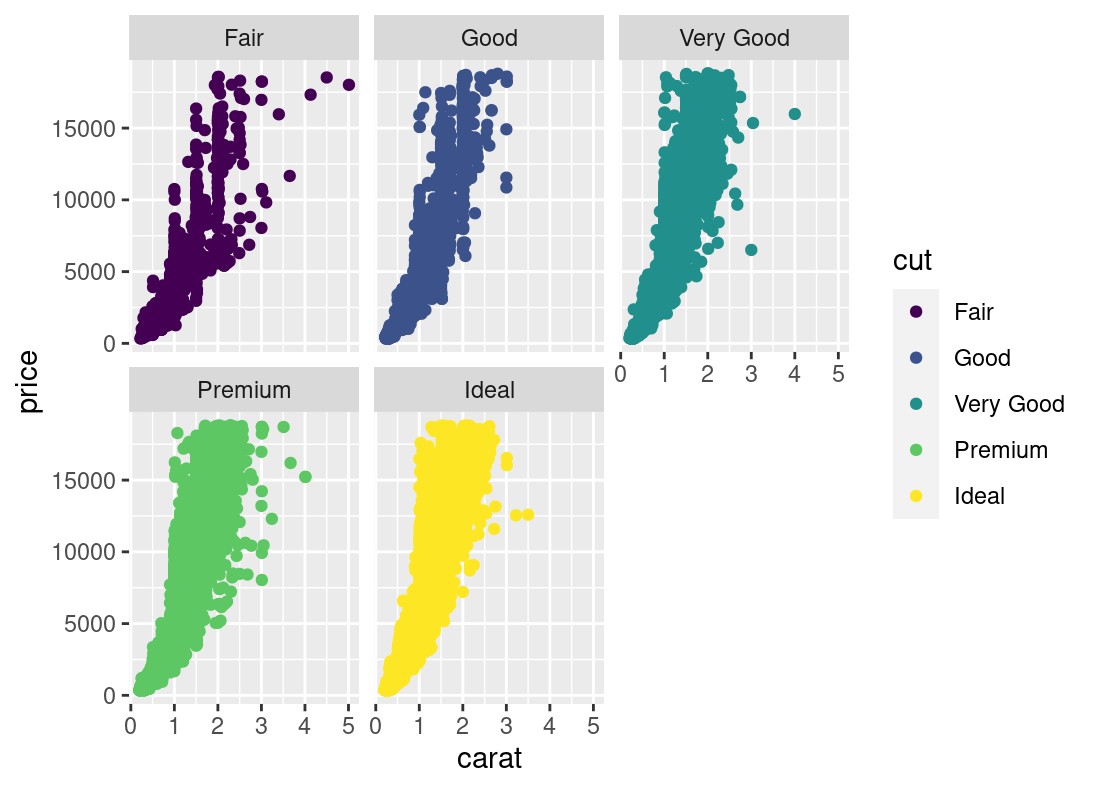 Fair Good Very Good
15000
10000
5000
0
0 1 2 3 4 5
price
Premium Ideal
15000
10000
5000
0
0 1 2 3 4 5 0 1 2 3 4 5
carat
cut
Fair
Good
Very Good
Premium
Ideal